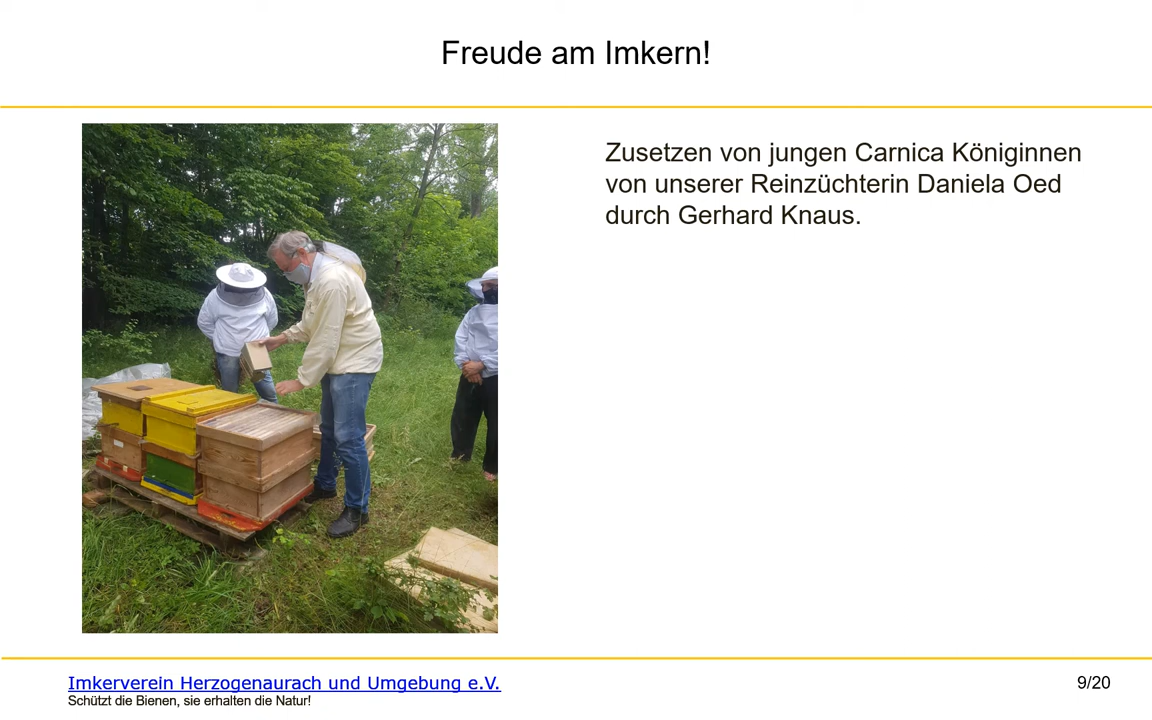 Freude am Imkern!
Zusetzen von jungen Carnica Königinnen
von unserer Reinzüchterin Daniela Oed
durch Gerhard Knaus.
Imkerverein Herzogenaurach und Umgebung e.V.
Schützt die Bienen, sie erhalten die Natur!
9/20